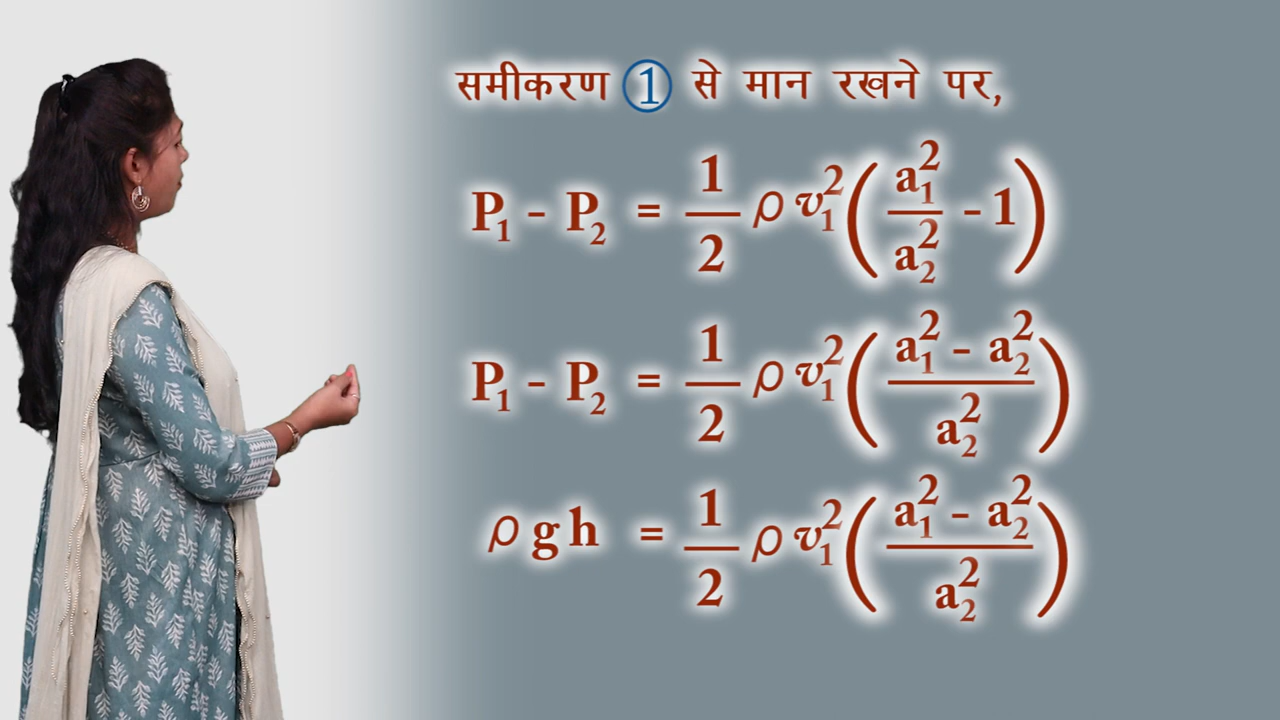 समीकरण ① से मान रखने पर,
P₁ - P₂ = 1/2 ρ v₁² (a₁²/a₂² - 1)
P₁ - P₂ = 1/2 ρ v₁² ((a₁² - a₂²)/a₂²)
ρ g h = 1/2 ρ v₁² ((a₁² - a₂²)/a₂²)